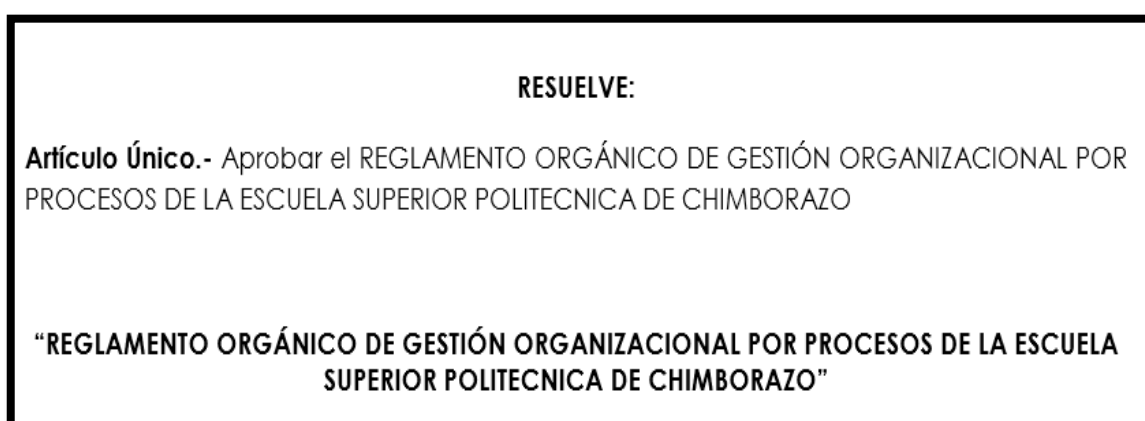 RESUELVE:
Artículo Único.- Aprobar el REGLAMENTO ORGÁNICO DE GESTIÓN ORGANIZACIONAL POR
PROCESOS DE LA ESCUELA SUPERIOR POLITECNICA DE CHIMBORAZO
“REGLAMENTO ORGÁNICO DE GESTIÓN ORGANIZACIONAL POR PROCESOS DE LA ESCUELA
SUPERIOR POLITECNICA DE CHIMBORAZO”